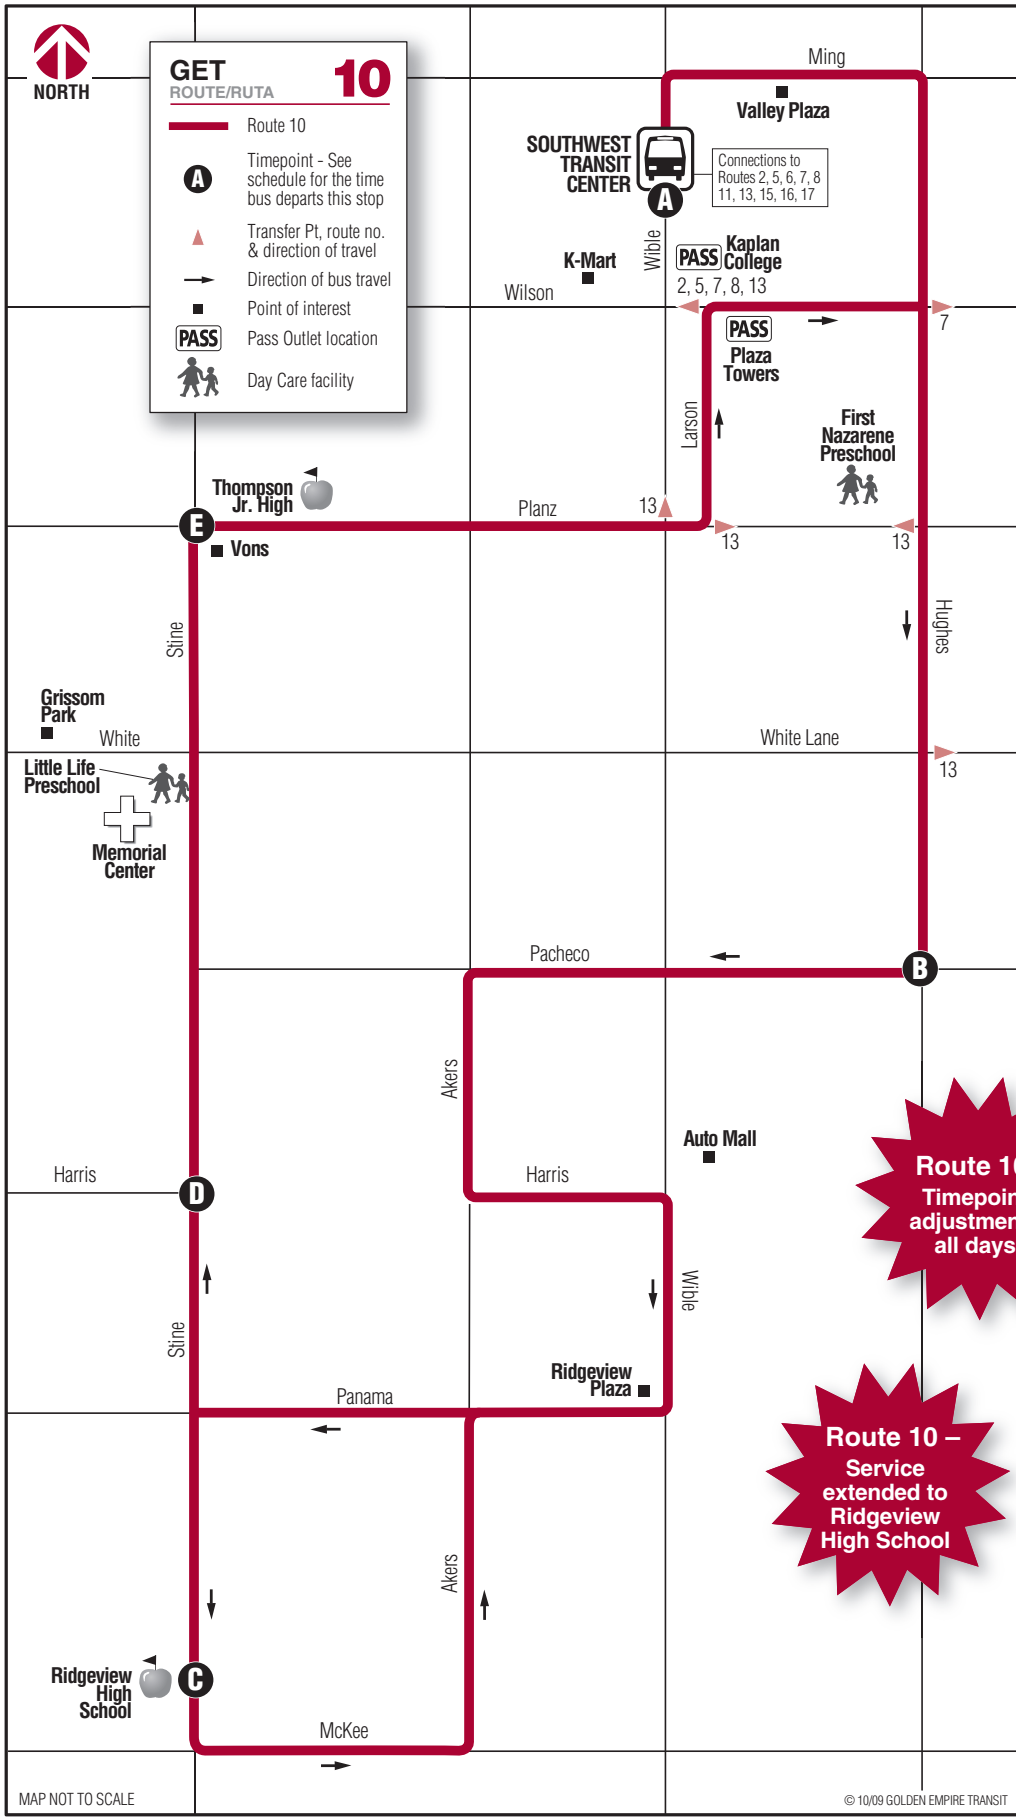 NORTH
GET
ROUTE/RUTA
10
Route 10
A
Timepoint - See
schedule for the time
bus departs this stop
Transfer Pt, route no.
& direction of travel
Direction of bus travel
Point of interest
PASS
Pass Outlet location
Day Care facility
Ming
Valley Plaza
SOUTHWEST
TRANSIT
CENTER
A
Connections to
Routes 2, 5, 6, 7, 8
11, 13, 15, 16, 17
Wible
K-Mart
PASS
Kaplan
College
2, 5, 7, 8, 13
Wilson
7
PASS
Plaza
Towers
Larson
First
Nazarene
Preschool
Thompson
Jr. High
E
Planz
13
13
13
Vons
Stine
Hughes
Grissom
Park
White
White Lane
13
Little Life
Preschool
Memorial
Center
Pacheco
B
Akers
Auto Mall
Harris
D
Harris
Route 10
Timepoin
adjustmen
all days
Wible
Stine
Ridgeview
Plaza
Panama
Route 10 –
Service
extended to
Ridgeview
High School
Akers
Ridgeview
High
School
C
McKee
MAP NOT TO SCALE
© 10/09 GOLDEN EMPIRE TRANSIT